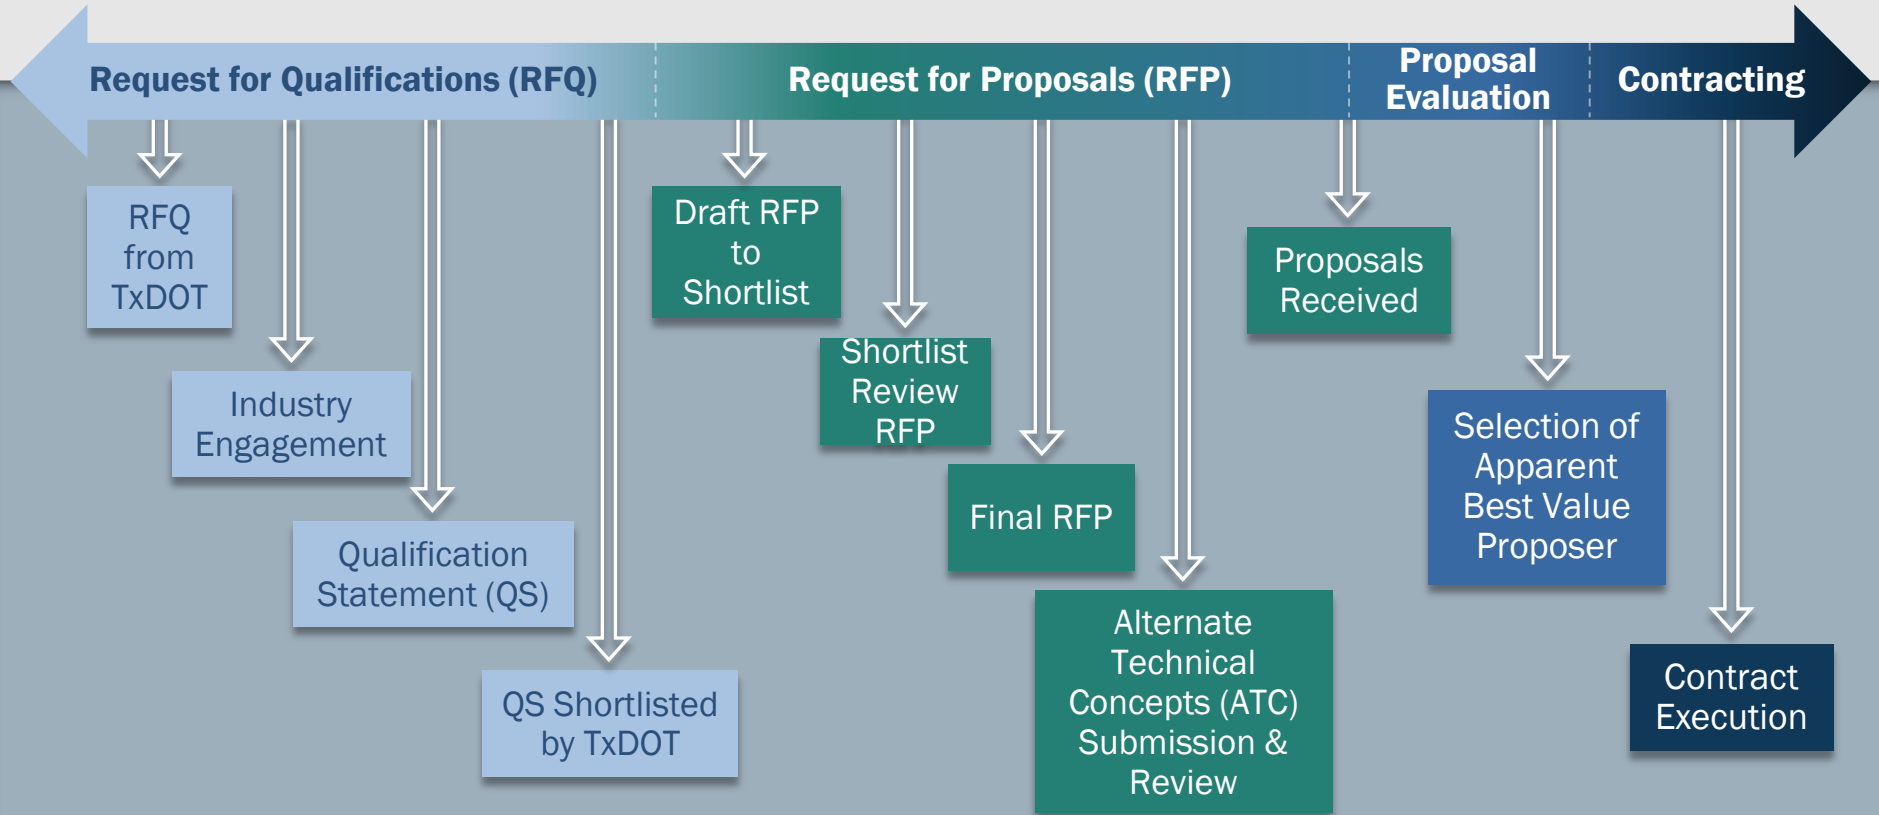 Request for Qualifications (RFQ)
Request for Proposals (RFP)
Proposal
Evaluation
Contracting
RFQ
from
TxDOT
Industry
Engagement
Qualification
Statement (QS)
QS Shortlisted
by TxDOT
Draft RFP
to
Shortlist
Shortlist
Review
RFP
Final RFP
Alternate
Technical
Concepts (ATC)
Submission &
Review
Proposals
Received
Selection of
Apparent
Best Value
Proposer
Contract
Execution